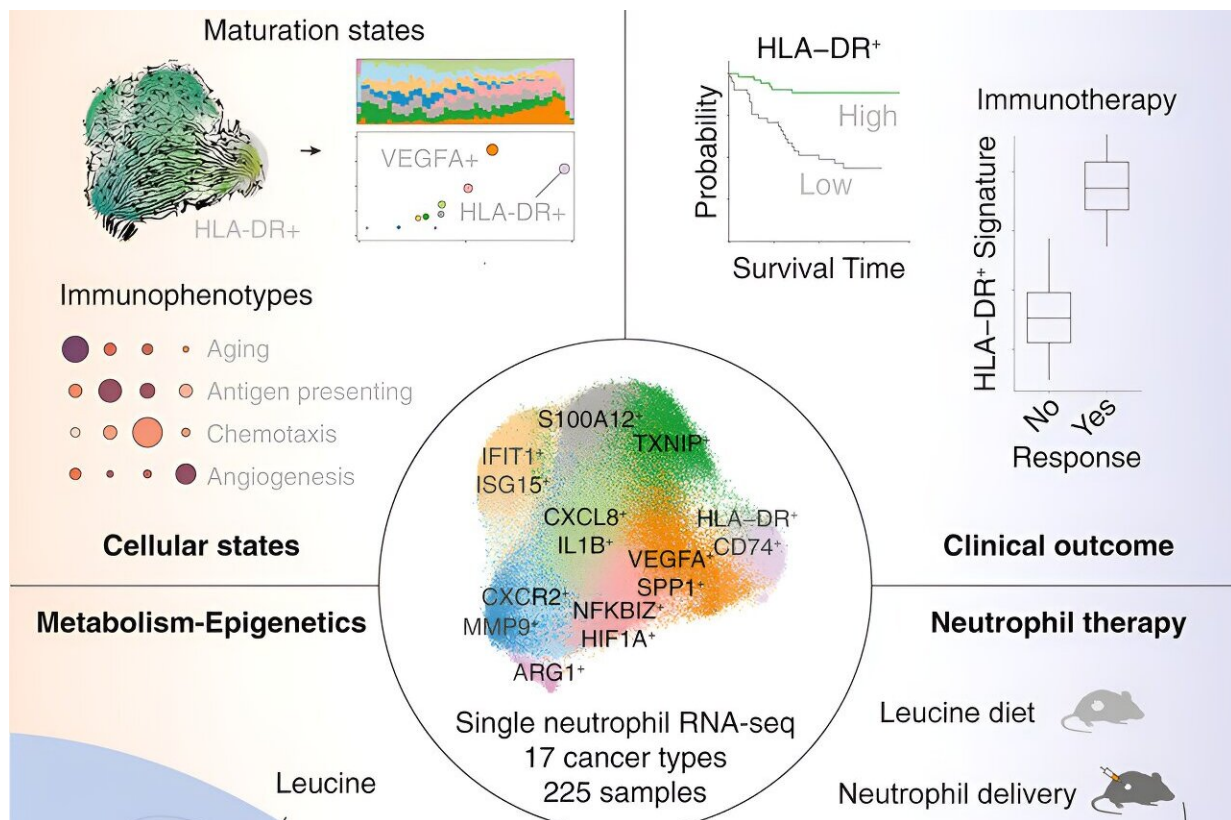 Maturation states
VEGFA+
HLA-DR+
HLA-DR+
Immunophenotypes
Aging
Antigen presenting
Chemotaxis
Angiogenesis
Cellular states
HLA–DR⁺
Probability
High
Low
Survival Time
Immunotherapy
HLA–DR⁺ Signature
No
Yes
Response
Clinical outcome
S100A12⁺
TXNIP⁺
IFIT1⁺
ISG15⁺
CXCL8⁺
IL1B⁺
HLA–DR⁺
CD74⁺
VEGFA⁺
SPP1⁺
CXCR2⁺
MMP9⁺
NFKBIZ⁺
HIF1A⁺
ARG1⁺
Single neutrophil RNA-seq
17 cancer types
225 samples
Metabolism-Epigenetics
Leucine
Neutrophil therapy
Leucine diet
Neutrophil delivery